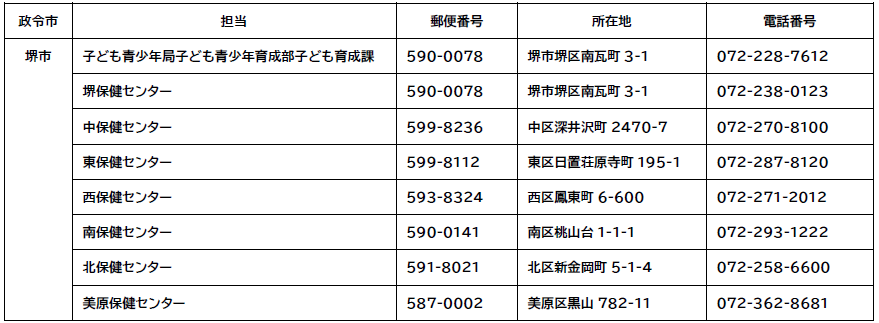 政令市 担当 郵便番号 所在地 電話番号
堺市 子ども青少年局子ども青少年育成部子ども育成課 590-0078 堺市堺区南瓦町 3-1 072-228-7612
堺保健センター 590-0078 堺市堺区南瓦町 3-1 072-238-0123
中保健センター 599-8236 中区深井沢町 2470-7 072-270-8100
東保健センター 599-8112 東区日置荘原寺町 195-1 072-287-8120
西保健センター 593-8324 西区鳳東町 6-600 072-271-2012
南保健センター 590-0141 南区桃山台 1-1-1 072-293-1222
北保健センター 591-8021 北区新金岡町 5-1-4 072-258-6600
美原保健センター 587-0002 美原区黒山 782-11 072-362-8681